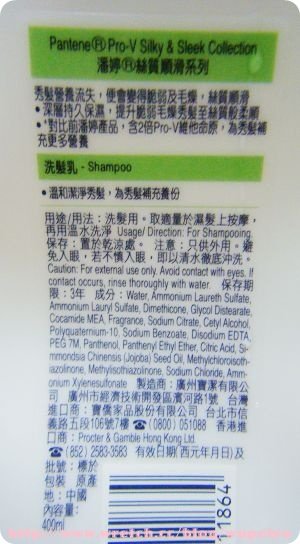 Pantene® Pro-V Silky & Sleek Collection
潘婷®絲質順滑系列
秀髮營養流失，便會變得脆弱及毛燥，絲質順滑
• 深層持久保濕，提升脆弱毛燥秀髮至絲質般柔順
• *對比前潘婷產品，含2倍Pro-V維他命原，為秀髮補
充更多營養
洗髮乳 - Shampoo
• 溫和潔淨秀髮，為秀髮補充養份
用途/用法：洗髮用。取適量於濕髮上按摩，
再用溫水洗淨 Usage/ Direction: For Shampooing.
保存：置於乾涼處。 注意：只供外用。避
免入眼，若不慎入眼，即以清水徹底沖洗。
Caution: For external use only. Avoid contact with eyes. If
contact occurs, rinse thoroughly with water. 保存期
限：3年 成分：Water, Ammonium Laureth Sulfate,
Ammonium Lauryl Sulfate, Dimethicone, Glycol Distearate,
Cocamide MEA, Fragrance, Sodium Citrate, Cetyl Alcohol,
Polyquaternium-10, Sodium Benzoate, Disodium EDTA,
PEG 7M, Panthenol, Panthenyl Ethyl Ether, Citric Acid, Si-
mmondsia Chinensis (Jojoba) Seed Oil, Methylchloroisoth-
iazolinone, Methylisothiazolinone, Sodium Chloride, Amm-
onium Xylenesulfonate 製造商：廣州寶潔有限公
司 廣州市經濟技術開發區濱河路1號 台灣
進口商：寶僑家品股份有限公司 台北市信
義路五段106號7樓 ☎(0800) 051088 香港進
口商：Procter & Gamble Hong Kong Ltd.
☎ (852) 2583-3583 有效日期(西元年月日)及
批號：標於
包裝 原產
地：中國
內容量:
400ml
1864